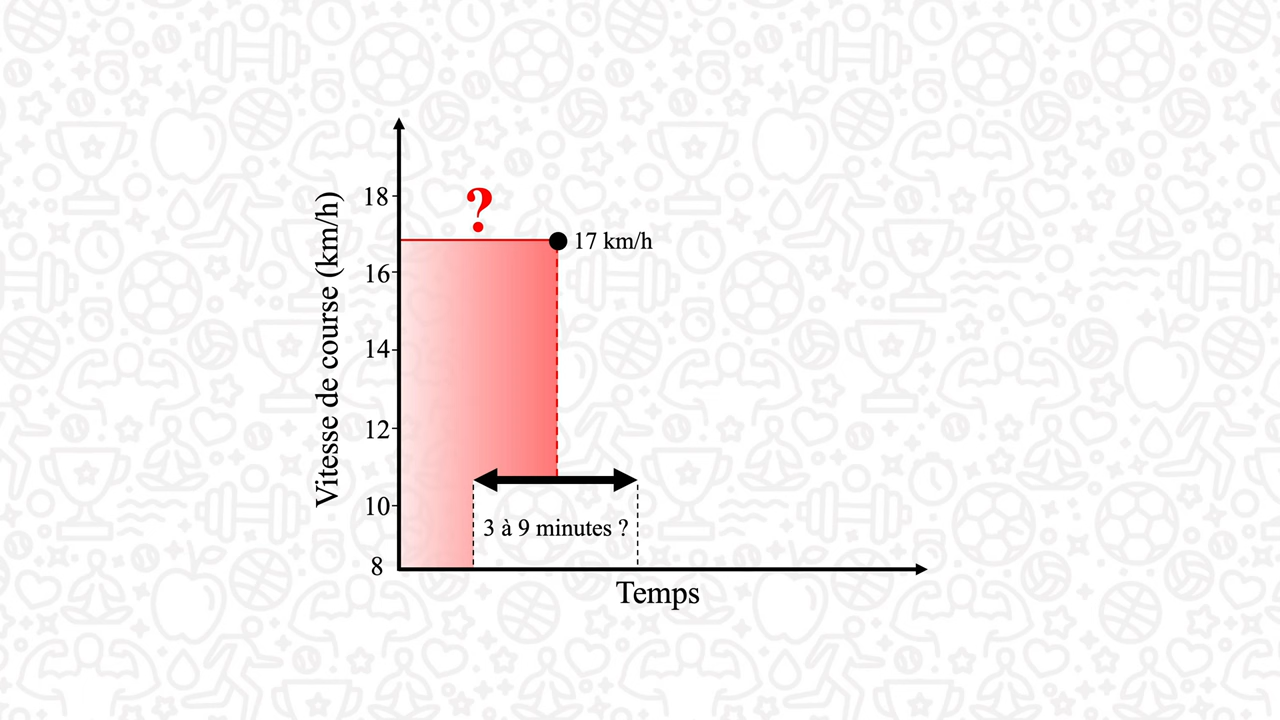 Vitesse de course (km/h)
18
16
14
12
10
8
?
17 km/h
3 à 9 minutes ?
Temps